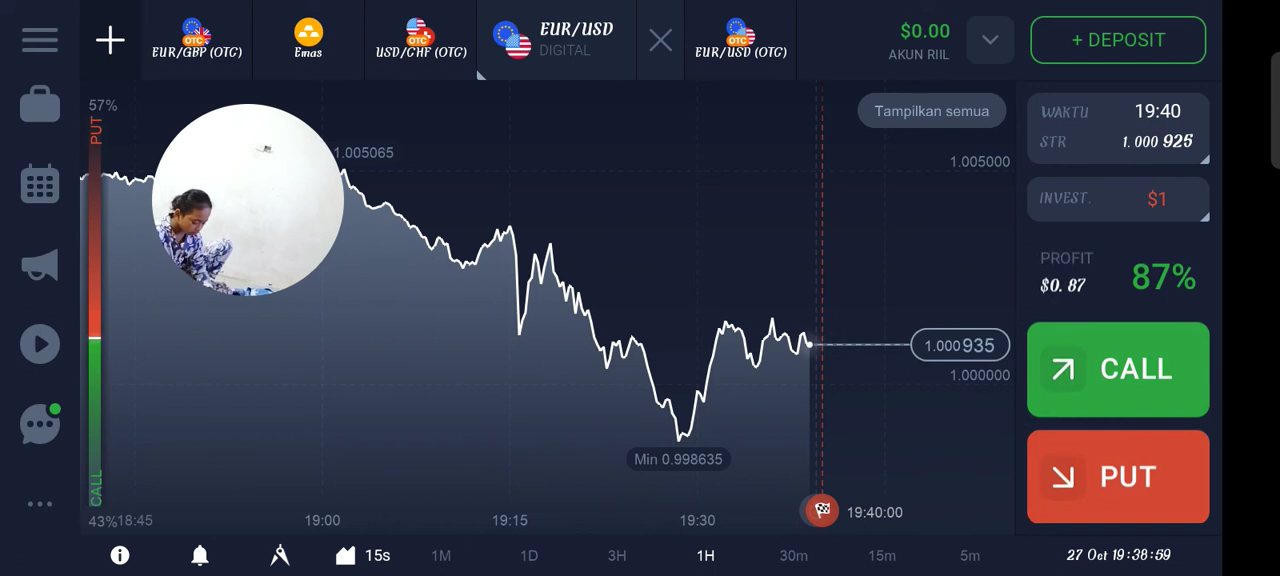 EUR/GBP (OTC)
Emas
USD/CHF (OTC)
EUR/USD
DIGITAL
EUR/USD (OTC)
$0.00
AKUN RIIL
+ DEPOSIT
57%
PUT
1.005065
Tampilkan semua
1.005000
WAKTU 19:40
STR 1.000 925
INVEST. $1
PROFIT
$0.87
87%
1.000935
1.000000
CALL
PUT
Min 0.998635
CALL
43%
18:45 19:00 19:15 19:30
19:40:00
15s 1M 1D 3H 1H 30m 15m 5m
27 Oct 19:38:59